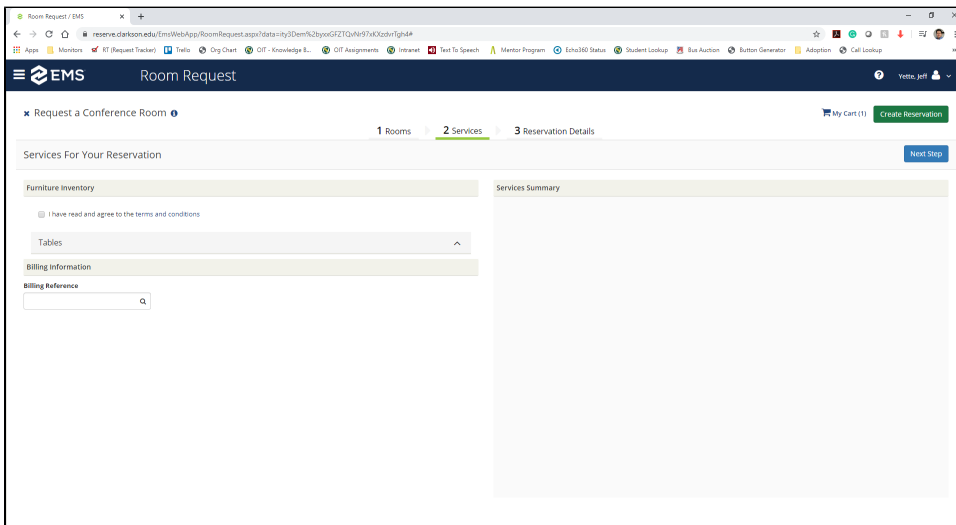 Room Request / EMS
reserve.clarkson.edu/EmsWebApp/RoomRequest.aspx?data=
Apps Monitors RT (Request Tracker) Trello Org Chart OIT - Knowledge B... OIT Assignments Intranet Text To Speech Mentor Program Echo360 Status Student Lookup Bus Auction Button Generator Adoption Call Lookup
EMS Room Request Yette, Jeff
Request a Conference Room My Cart (1) Create Reservation
1 Rooms 2 Services 3 Reservation Details
Services For Your Reservation Next Step
Furniture Inventory
I have read and agree to the terms and conditions
Tables
Billing Information
Billing Reference
Services Summary